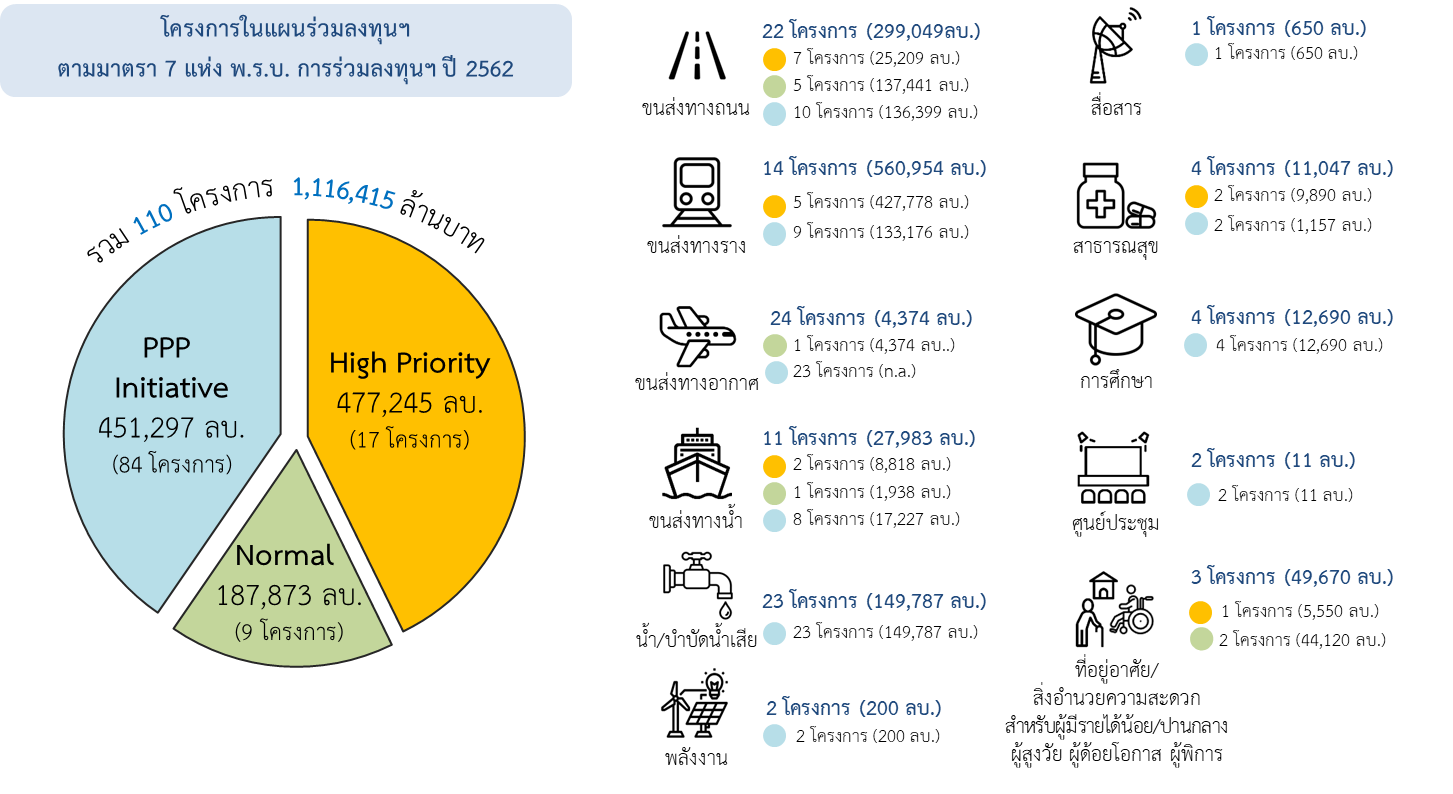 โครงการในแผนร่วมลงทุนฯ
ตามมาตรา 7 แห่ง พ.ร.บ. การร่วมลงทุนฯ ปี 2562
รวม 110 โครงการ 1,116,415 ล้านบาท
PPP
Initiative
451,297 ลบ.
(84 โครงการ)
High Priority
477,245 ลบ.
(17 โครงการ)
Normal
187,873 ลบ.
(9 โครงการ)
22 โครงการ (299,049ลบ.)
7 โครงการ (25,209 ลบ.)
5 โครงการ (137,441 ลบ.)
10 โครงการ (136,399 ลบ.)
ขนส่งทางถนน
14 โครงการ (560,954 ลบ.)
5 โครงการ (427,778 ลบ.)
9 โครงการ (133,176 ลบ.)
ขนส่งทางราง
24 โครงการ (4,374 ลบ.)
1 โครงการ (4,374 ลบ..)
23 โครงการ (n.a.)
ขนส่งทางอากาศ
11 โครงการ (27,983 ลบ.)
2 โครงการ (8,818 ลบ.)
1 โครงการ (1,938 ลบ.)
8 โครงการ (17,227 ลบ.)
ขนส่งทางน้ำ
23 โครงการ (149,787 ลบ.)
23 โครงการ (149,787 ลบ.)
น้ำ/บำบัดน้ำเสีย
2 โครงการ (200 ลบ.)
2 โครงการ (200 ลบ.)
พลังงาน
1 โครงการ (650 ลบ.)
1 โครงการ (650 ลบ.)
สื่อสาร
4 โครงการ (11,047 ลบ.)
2 โครงการ (9,890 ลบ.)
2 โครงการ (1,157 ลบ.)
สาธารณสุข
4 โครงการ (12,690 ลบ.)
4 โครงการ (12,690 ลบ.)
การศึกษา
2 โครงการ (11 ลบ.)
2 โครงการ (11 ลบ.)
ศูนย์ประชุม
3 โครงการ (49,670 ลบ.)
1 โครงการ (5,550 ลบ.)
2 โครงการ (44,120 ลบ.)
ที่อยู่อาศัย/
สิ่งอำนวยความสะดวก
สำหรับผู้มีรายได้น้อย/ปานกลาง
ผู้สูงวัย ผู้ด้อยโอกาส ผู้พิการ